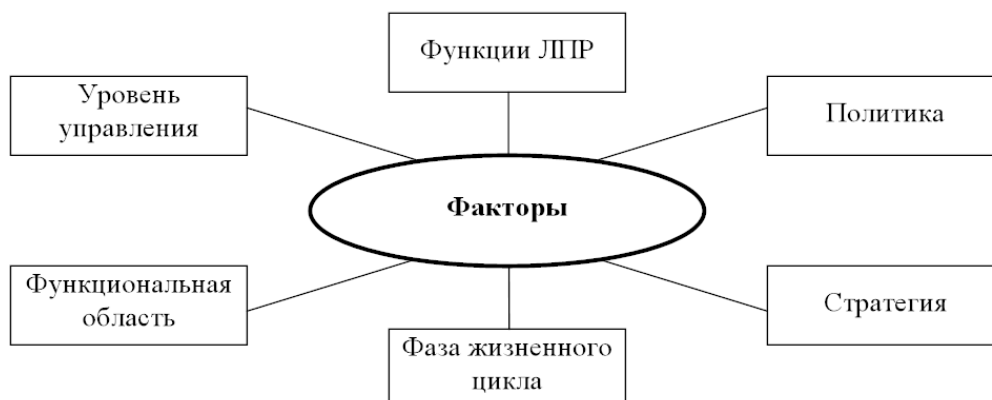 Функции ЛПР
Уровень
управления
Политика
Факторы
Функциональная
область
Стратегия
Фаза жизненного
цикла